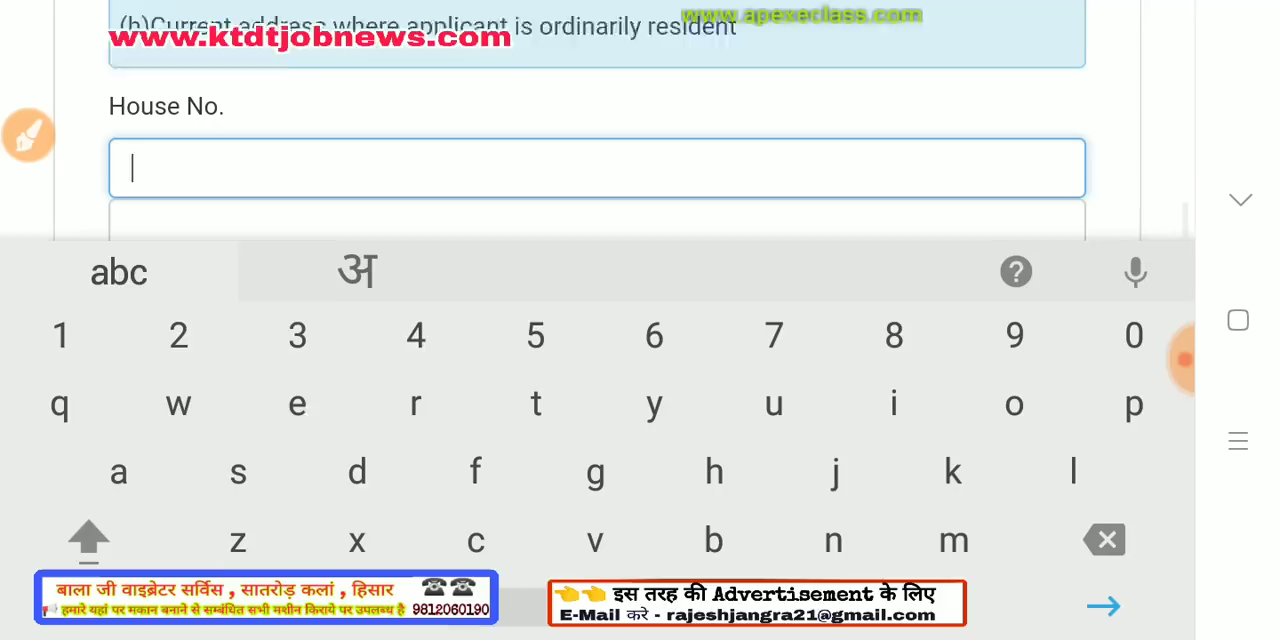 www.apexeclass.com
(h)Current address where applicant is ordinarily resident
www.ktdtjobnews.com
House No.
abc अ ?
1 2 3 4 5 6 7 8 9 0
q w e r t y u i o p
a s d f g h j k l
z x c v b n m
बाला जी वाइब्रेटर सर्विस , सातरोड़ कलां , हिसार
हमारे यहां पर मकान बनाने से सम्बंधित सभी मशीन किराये पर उपलब्ध है 9812060190
इस तरह की Advertisement के लिए
E-Mail करे - rajeshjangra21@gmail.com